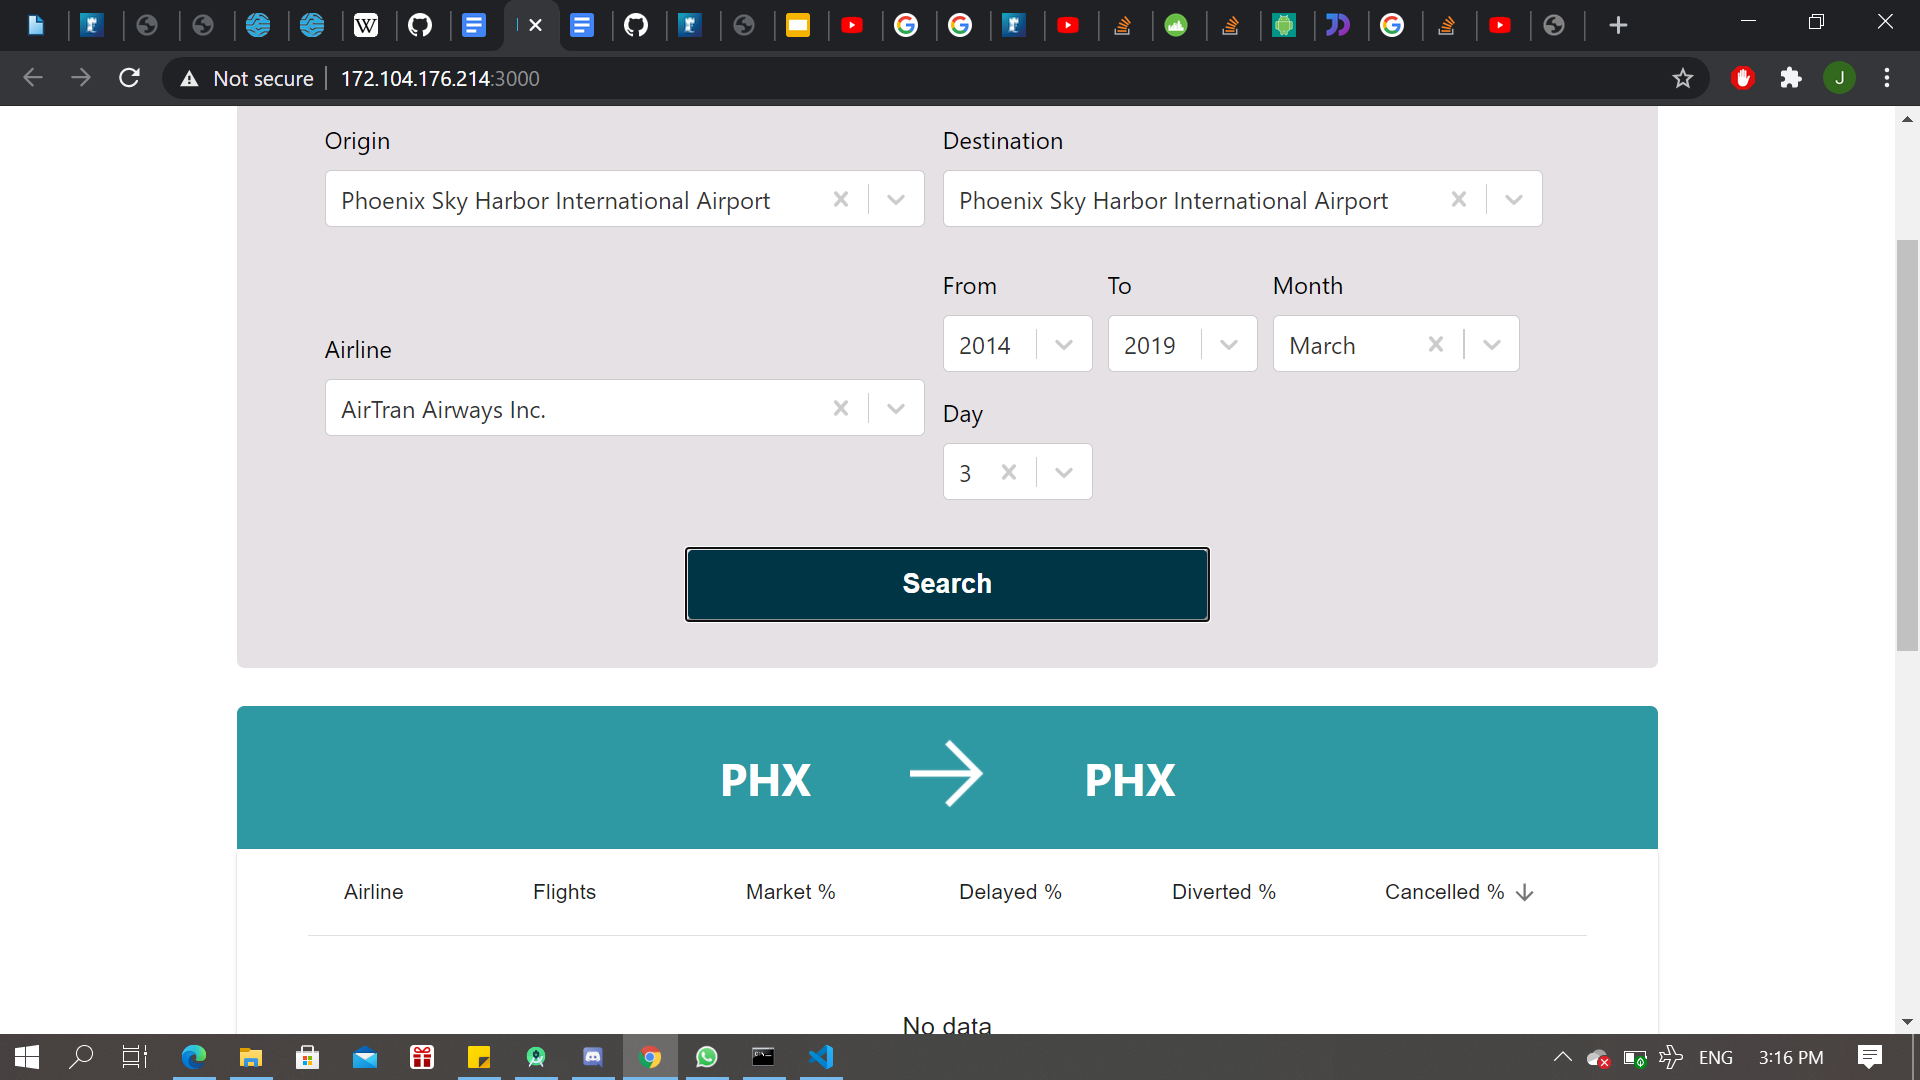 W
Not secure
172.104.176.214:3000
J
Origin
Destination
Phoenix Sky Harbor International Airport
Phoenix Sky Harbor International Airport
From
To
Month
2014
2019
March
Airline
AirTran Airways Inc.
Day
3
Search
PHX
PHX
Airline
Flights
Market %
Delayed %
Diverted %
Cancelled %
No data
ENG
3:16 PM